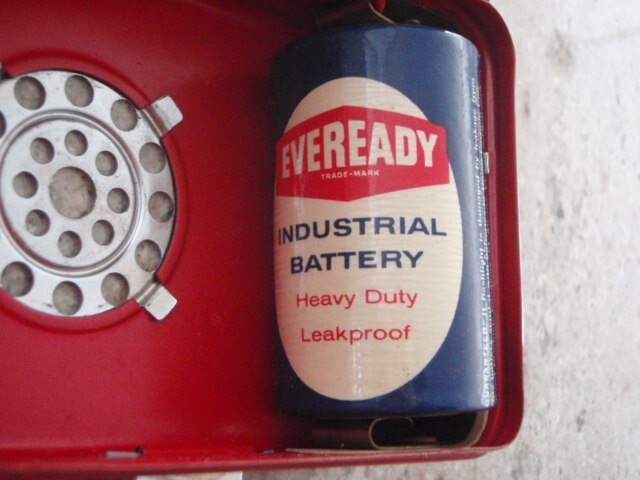 EVEREADY
TRADE-MARK
INDUSTRIAL
BATTERY
Heavy Duty
Leakproof